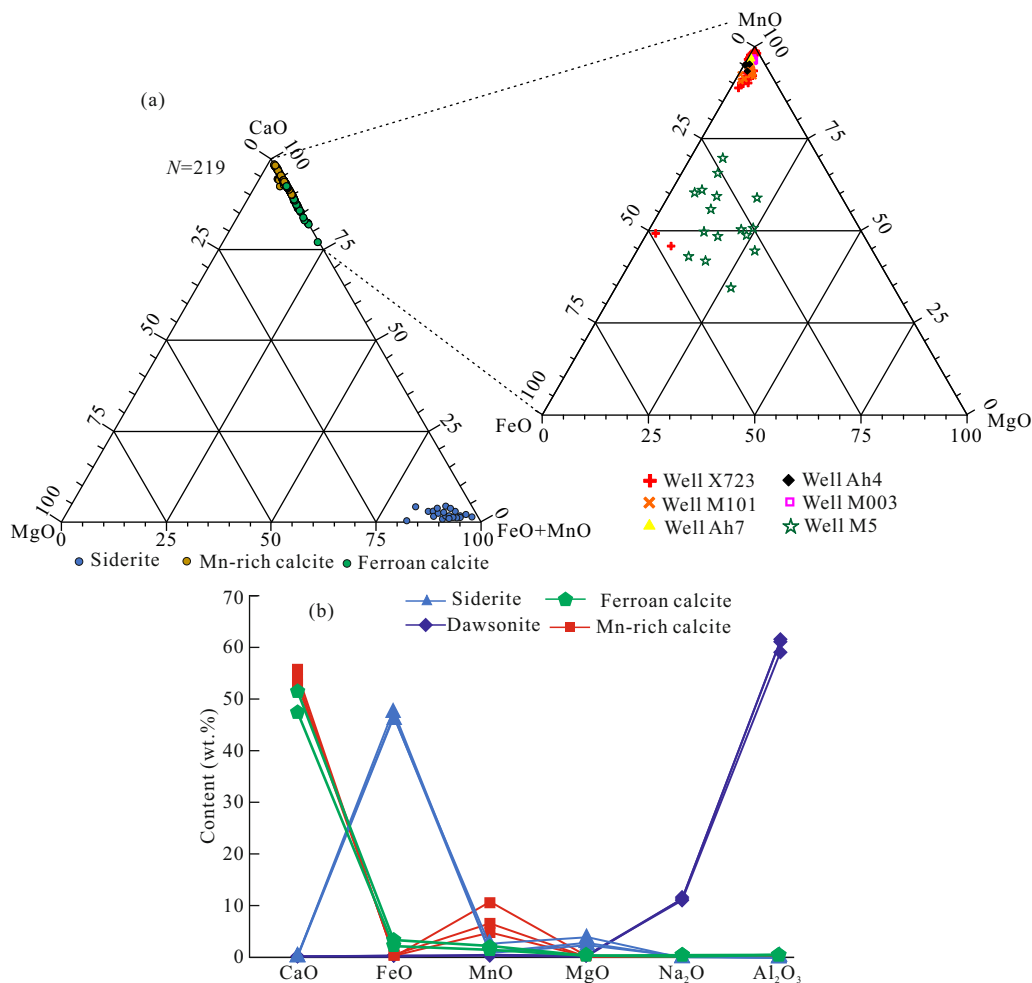 (a)
CaO
N=219
0
100
25
75
50
50
75
25
100
0
MgO
0
25
50
75
100
FeO+MnO
Siderite
Mn-rich calcite
Ferroan calcite
MnO
0
100
25
75
50
50
75
25
100
0
FeO
0
25
50
75
100
MgO
Well X723
Well Ah4
Well M101
Well M003
Well Ah7
Well M5
(b)
Siderite
Ferroan calcite
Dawsonite
Mn-rich calcite
Content (wt.%)
70
60
50
40
30
20
10
0
CaO
FeO
MnO
MgO
Na₂O
Al₂O₃